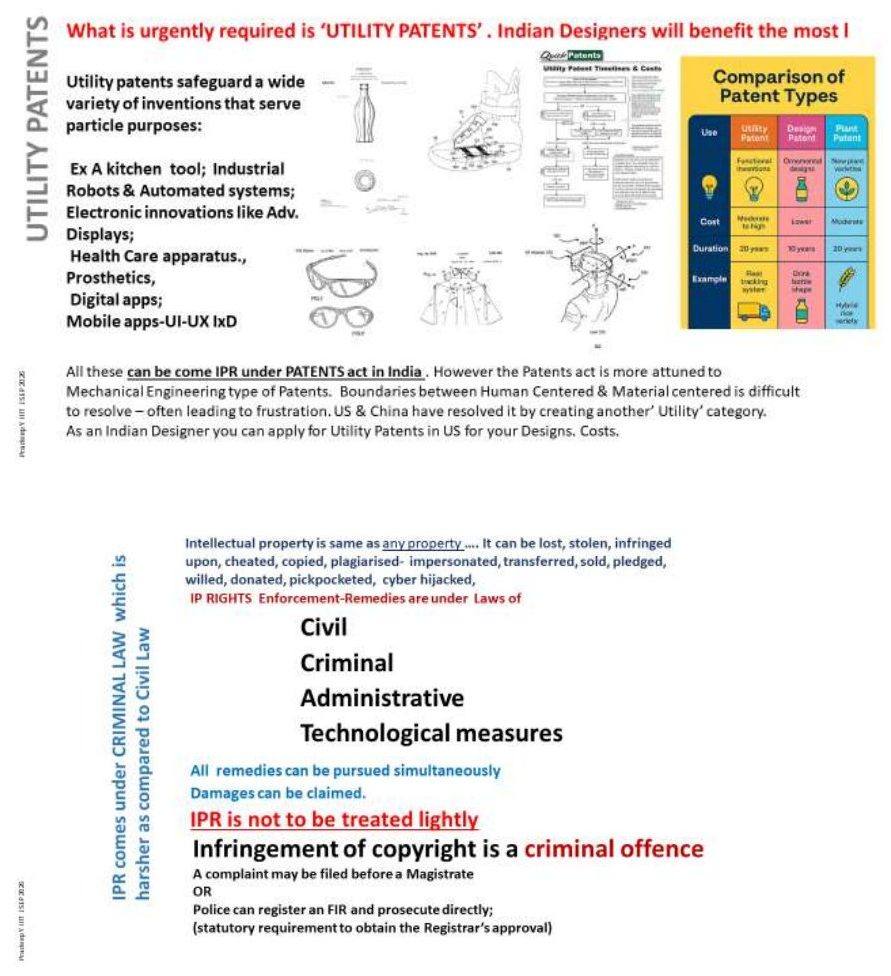 UTILITY PATENTS
What is urgently required is ‘UTILITY PATENTS’ . Indian Designers will benefit the most I
Utility patents safeguard a wide
variety of inventions that serve
particle purposes:
Ex A kitchen tool; Industrial
Robots & Automated systems;
Electronic innovations like Adv.
Displays;
Health Care apparatus.,
Prosthetics,
Digital apps;
Mobile apps-UI-UX IxD
Quick Patents
Utility Patent Timelines & Costs
Comparison of
Patent Types
Use
Utility
Patent
Design
Patent
Plant
Patent
Functional
inventions
Ornamental
designs
New plant
varieties
Cost
Moderate
to high
Lower
Moderate
Duration
20 years
10 years
20 years
Example
Fleet
tracking
system
Drink
bottle
shape
Hybrid
rice
variety
All these can be come IPR under PATENTS act in India . However the Patents act is more attuned to
Mechanical Engineering type of Patents. Boundaries between Human Centered & Material centered is difficult
to resolve – often leading to frustration. US & China have resolved it by creating another’ Utility’ category.
As an Indian Designer you can apply for Utility Patents in US for your Designs. Costs.
Intellectual property is same as any property .... It can be lost, stolen, infringed
upon, cheated, copied, plagiarised- impersonated, transferred, sold, pledged,
willed, donated, pickpocketed, cyber hijacked,
IP RIGHTS Enforcement-Remedies are under Laws of
Civil
Criminal
Administrative
Technological measures
IPR comes under CRIMINAL LAW which is
harsher as compared to Civil Law
All remedies can be pursued simultaneously
Damages can be claimed.
IPR is not to be treated lightly
Infringement of copyright is a criminal offence
A complaint may be filed before a Magistrate
OR
Police can register an FIR and prosecute directly;
(statutory requirement to obtain the Registrar’s approval)